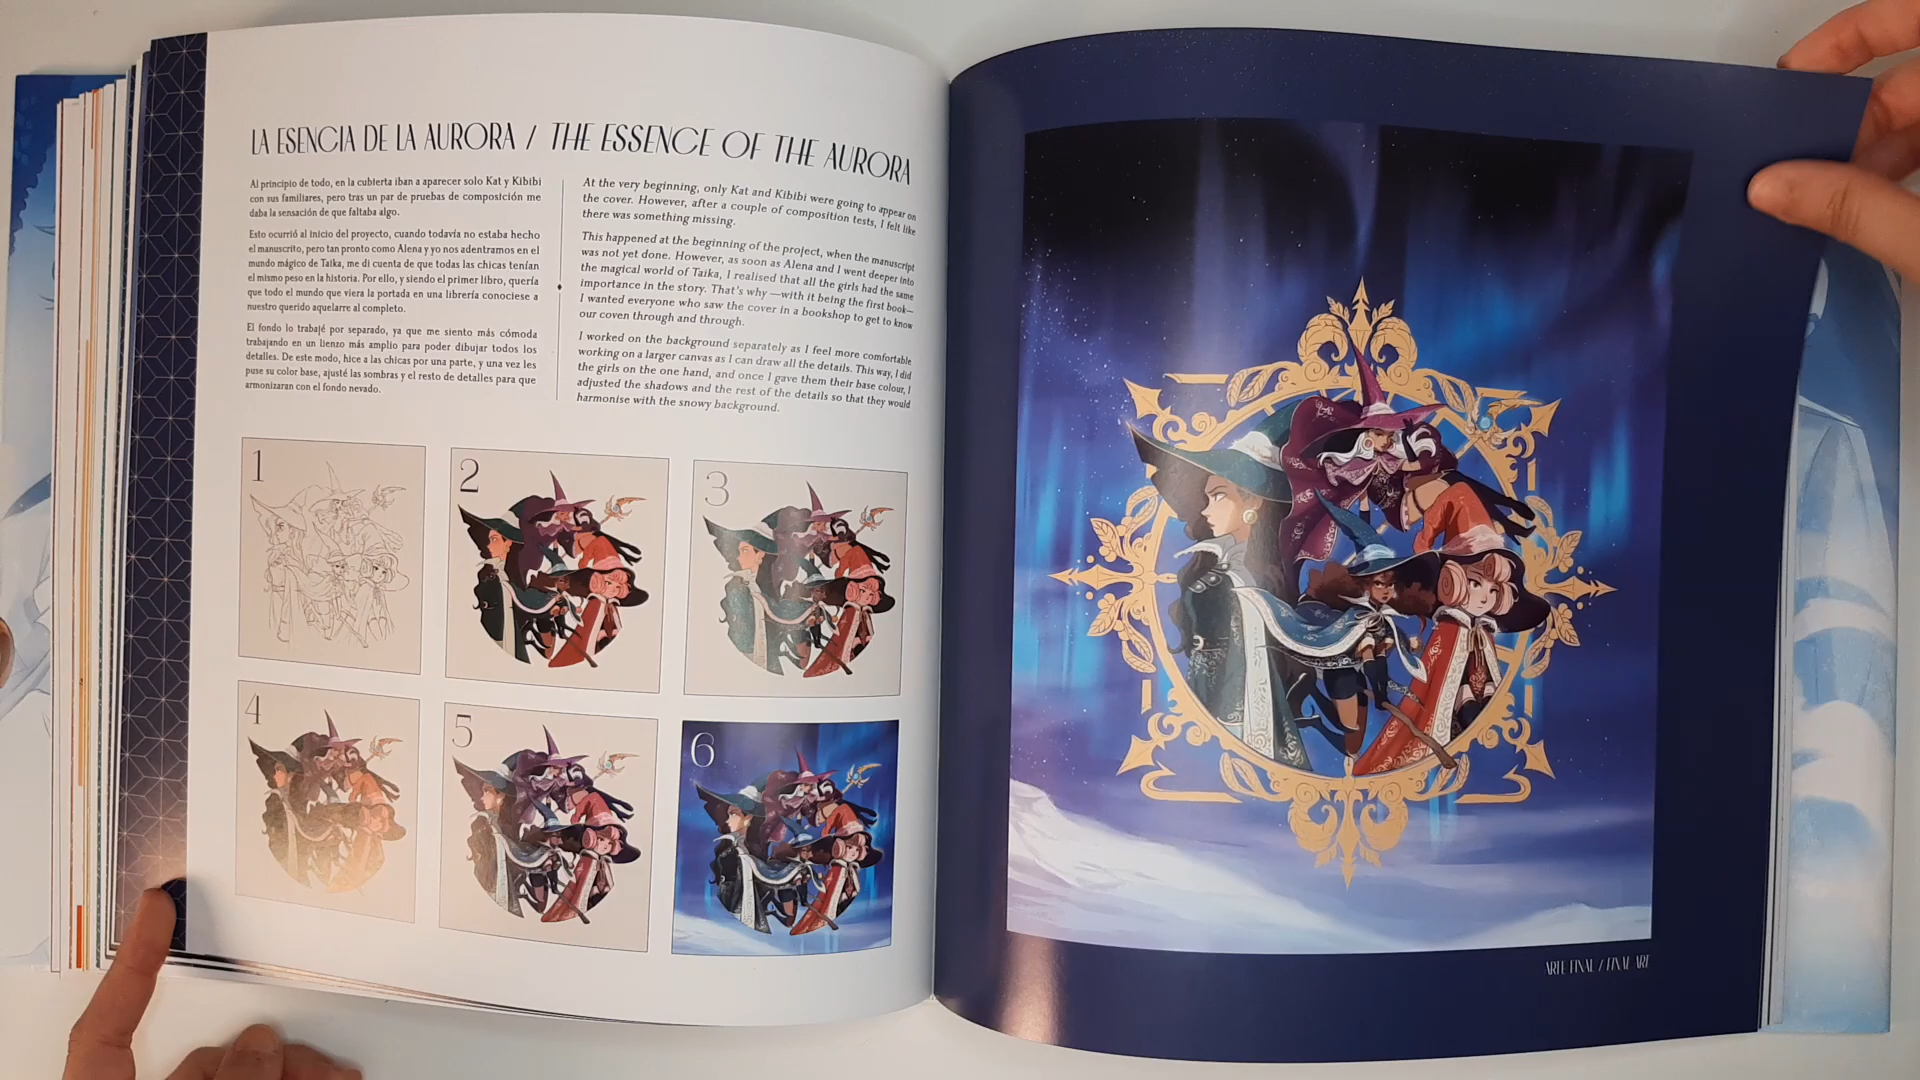 LA ESENCIA DE LA AURORA / THE ESSENCE OF THE AURORA
Al principio de todo, en la cubierta iban a aparecer solo Kat y Kibibi
con sus familiares, pero tras un par de pruebas de composición me
daba la sensación de que faltaba algo.
Esto ocurrió al inicio del proyecto, cuando todavía no estaba hecho
el manuscrito, pero tan pronto como Alena y yo nos adentramos en el
mundo mágico de Taika, me di cuenta de que todas las chicas tenían
el mismo peso en la historia. Por ello, y siendo el primer libro, quería
que todo el mundo que viera la portada en una librería conociese a
nuestro querido aquelarre al completo.
El fondo lo trabajé por separado, ya que me siento más cómoda
trabajando en un lienzo más amplio para poder dibujar todos los
detalles. De este modo, hice a las chicas por una parte, y una vez les
puse su color base, ajusté las sombras y el resto de detalles para que
armonizaran con el fondo nevado.
At the very beginning, only Kat and Kibibi were going to appear on
the cover. However, after a couple of composition tests, I felt like
there was something missing.
This happened at the beginning of the project, when the manuscript
was not yet done. However, as soon as Alena and I went deeper into
the magical world of Taika, I realised that all the girls had the same
importance in the story. That's why —with it being the first book—
I wanted everyone who saw the cover in a bookshop to get to know
our coven through and through.
I worked on the background separately as I feel more comfortable
working on a larger canvas as I can draw all the details. This way, I did
the girls on the one hand, and once I gave them their base colour, I
adjusted the shadows and the rest of the details so that they would
harmonise with the snowy background.
1
2
3
4
5
6
ARTE FINAL / FINAL ART